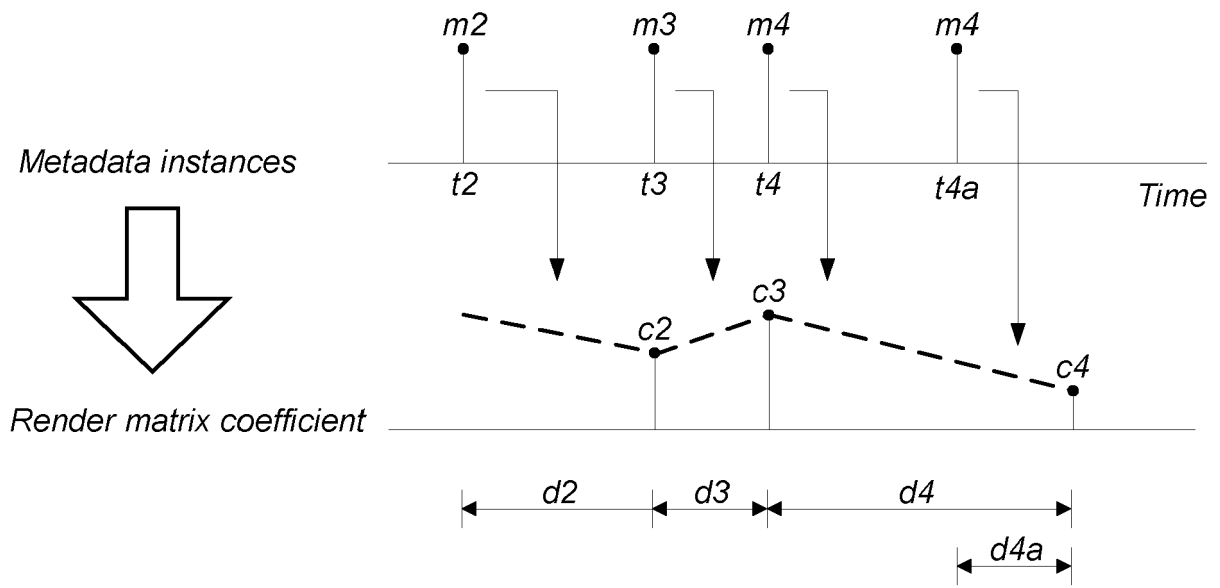 m2 m3 m4 m4
Metadata instances
t2 t3 t4 t4a
Time
c3
c2
c4
Render matrix coefficient
d2 d3 d4
d4a